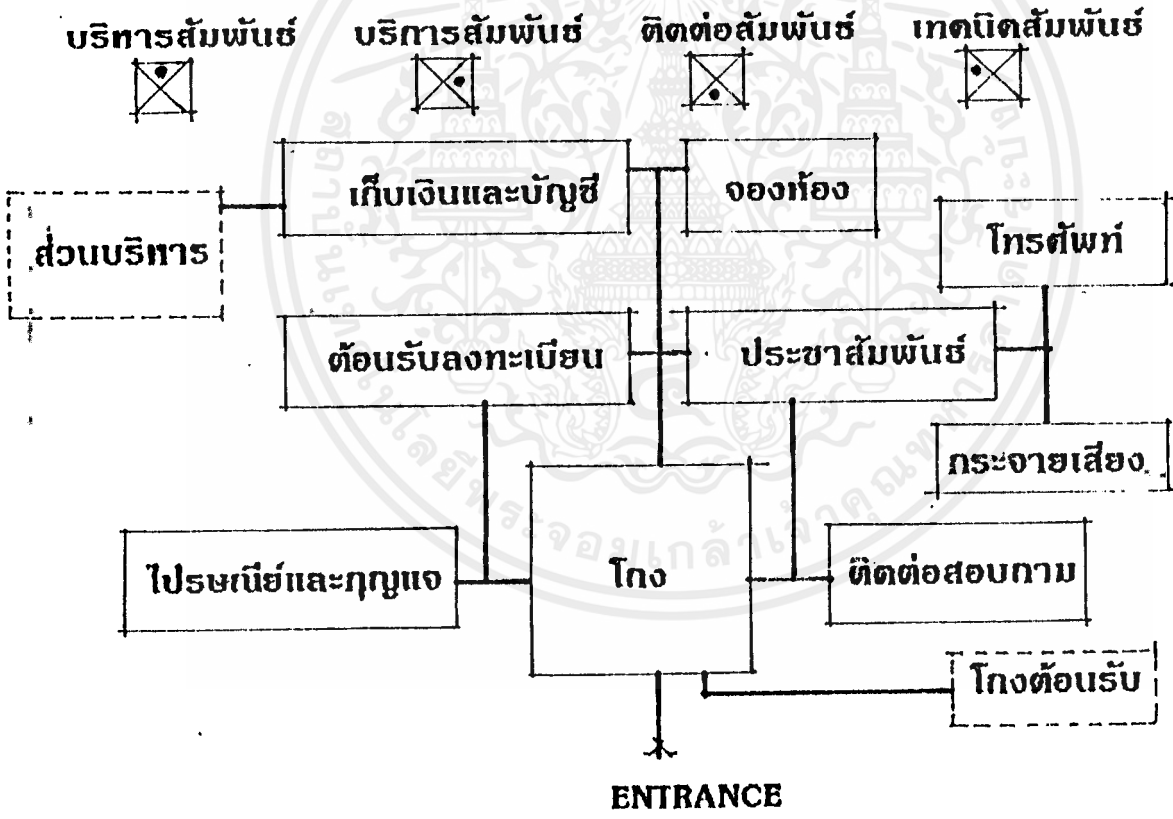 บริหารสัมพันธ์ บริการสัมพันธ์ ติดต่อสัมพันธ์ เทคนิคสัมพันธ์
เก็บเงินและบัญชี จองห้อง
ส่วนบริหาร โทรศัพท์
ต้อนรับลงทะเบียน ประชาสัมพันธ์
กระจายเสียง
ไปรษณีย์และกุญแจ โถง ติดต่อสอบถาม
โถงต้อนรับ
ENTRANCE